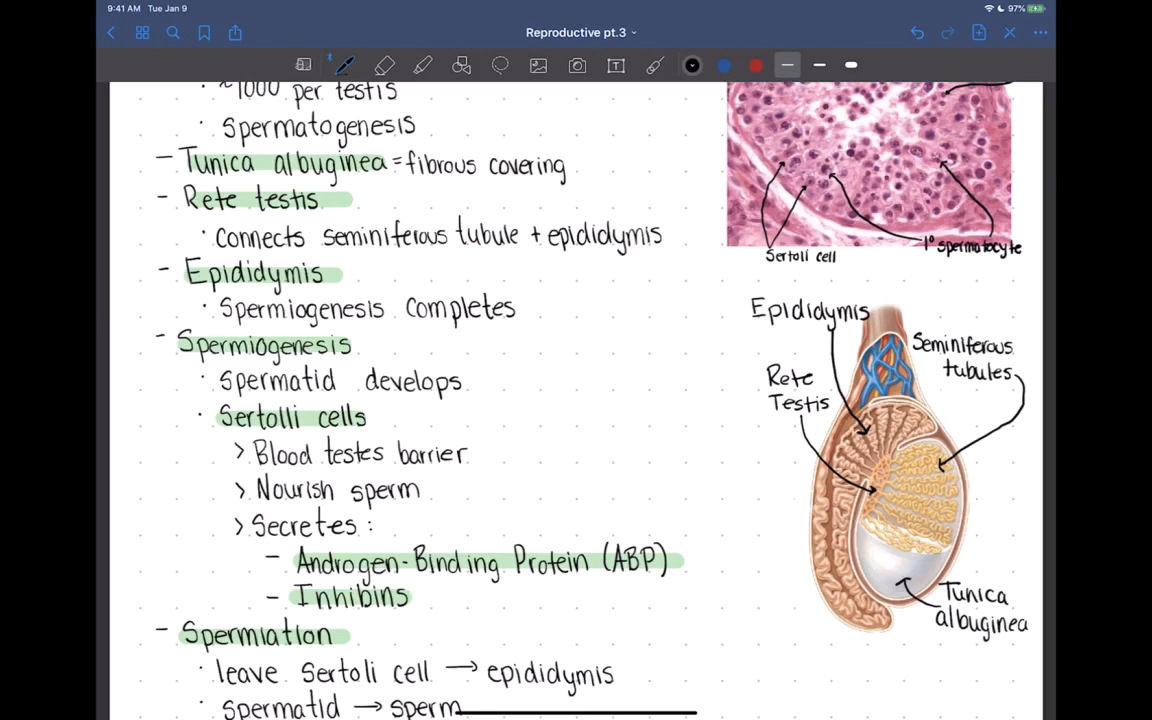 9:41 AM Tue Jan 9
97%
Reproductive pt.3
· ~1000 per testis
· Spermatogenesis
- Tunica albuginea = fibrous covering
- Rete testis
· Connects seminiferous tubule + epididymis
- Epididymis
· Spermiogenesis completes
- Spermiogenesis
· Spermatid develops
· Sertolli cells
> Blood testes barrier
> Nourish sperm
> Secretes:
- Androgen-Binding Protein (ABP)
- Inhibins
- Spermiation
· leave Sertoli cell → epididymis
· spermatid → sperm
Sertoli cell
1° spermatocyte
Epididymis
Seminiferous
tubules
Rete
Testis
Tunica
albuginea